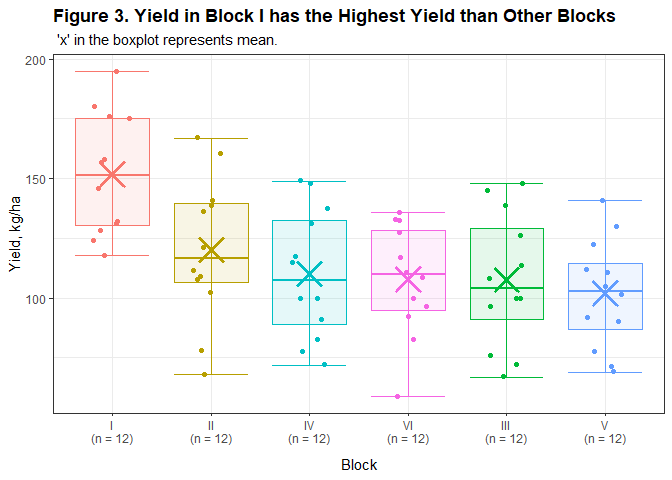 Figure 3. Yield in Block I has the Highest Yield than Other Blocks
'x' in the boxplot represents mean.
200
150
100
Yield, kg/ha
I II IV VI III V
(n = 12) (n = 12) (n = 12) (n = 12) (n = 12) (n = 12)
Block